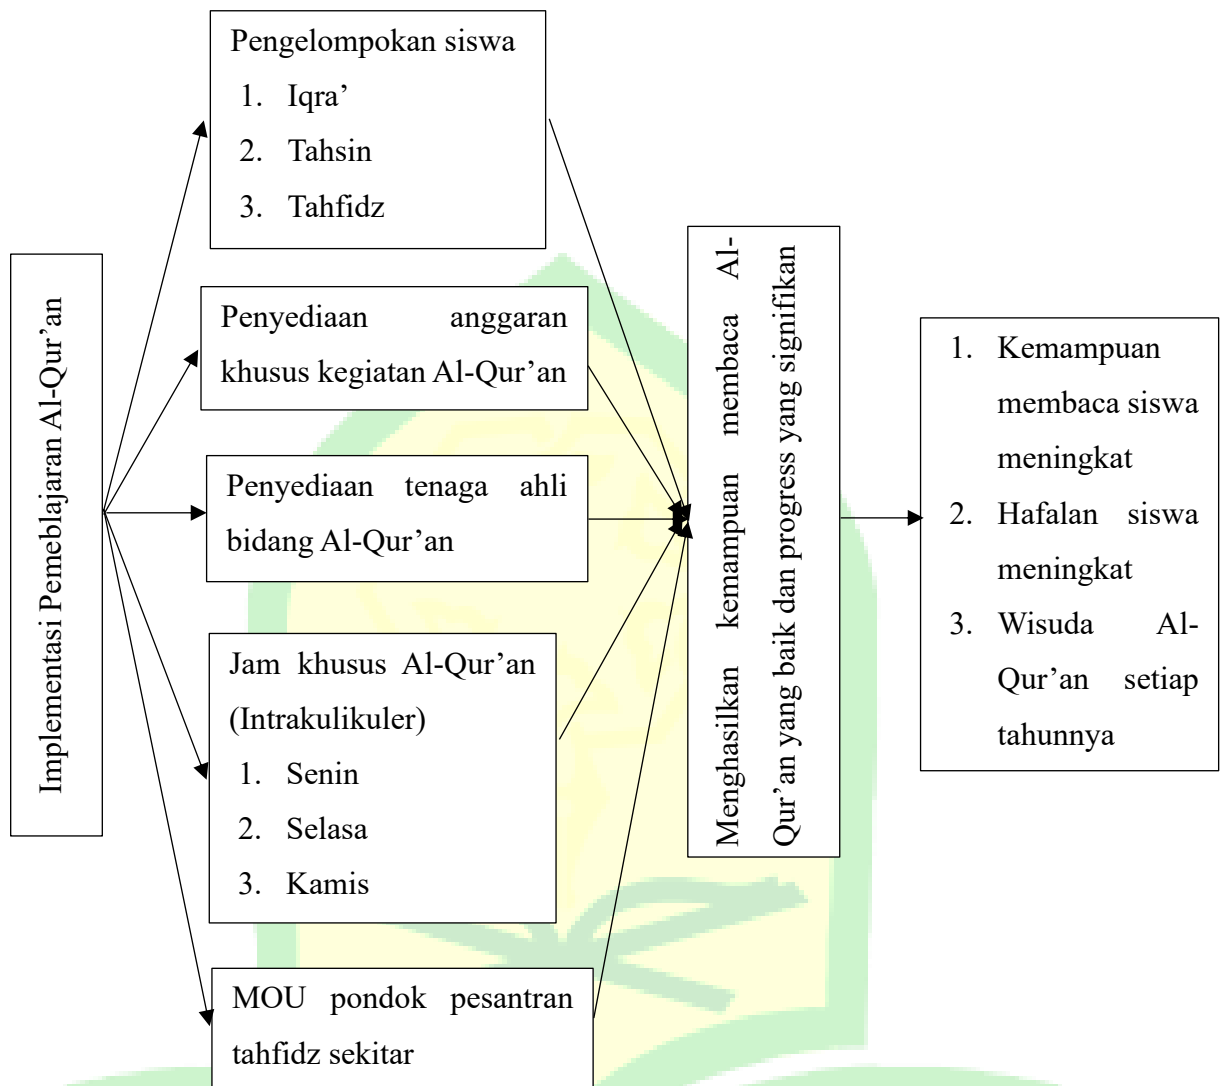 Implementasi Pemeblajaran Al-Qur’an
Pengelompokan siswa
1. Iqra’
2. Tahsin
3. Tahfidz
Penyediaan anggaran
khusus kegiatan Al-Qur’an
Penyediaan tenaga ahli
bidang Al-Qur’an
Jam khusus Al-Qur’an
(Intrakulikuler)
1. Senin
2. Selasa
3. Kamis
MOU pondok pesantran
tahfidz sekitar
Menghasilkan kemampuan membaca Al-
Qur’an yang baik dan progress yang signifikan
1. Kemampuan
membaca siswa
meningkat
2. Hafalan siswa
meningkat
3. Wisuda Al-
Qur’an setiap
tahunnya